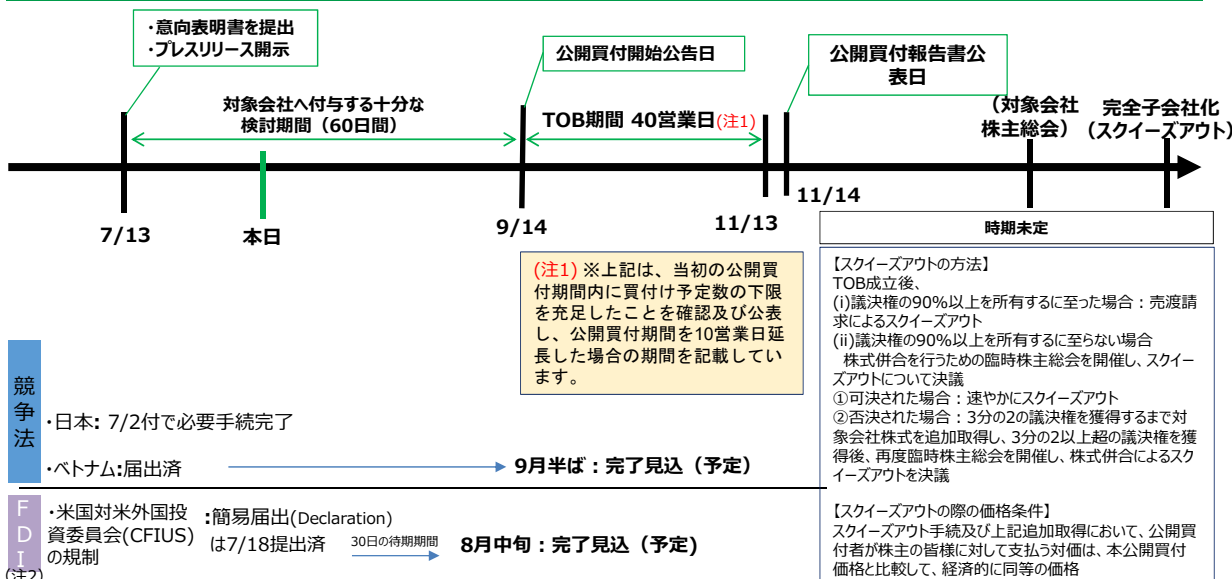 ・意向表明書を提出
・プレスリリース開示
対象会社へ付与する十分な
検討期間（60日間）
公開買付開始公告日
TOB期間 40営業日(注1)
公開買付報告書公
表日
（対象会社
株主総会）
完全子会社化
（スクイーズアウト）
7/13
本日
9/14
11/13
11/14
時期未定
(注1) ※上記は、当初の公開買
付期間内に買付け予定数の下限
を充足したことを確認及び公表
し、公開買付期間を10営業日延
長した場合の期間を記載してい
ます。
【スクイーズアウトの方法】
TOB成立後、
(i)議決権の90%以上を所有するに至った場合：売渡請
求によるスクイーズアウト
(ii)議決権の90%以上を所有するに至らない場合
株式併合を行うための臨時株主総会を開催し、スクイー
ズアウトについて決議
①可決された場合：速やかにスクイーズアウト
②否決された場合：3分の2の議決権を獲得するまで対
象会社株式を追加取得し、3分の2以上超の議決権を獲
得後、再度臨時株主総会を開催し、株式併合によるスク
イーズアウトを決議
【スクイーズアウトの際の価格条件】
スクイーズアウト手続及び上記追加取得において、公開買
付者が株主の皆様に対して支払う対価は、本公開買付
価格と比較して、経済的に同等の価格
競争法
・日本: 7/2付で必要手続完了
・ベトナム:届出済
9月半ば：完了見込（予定）
FDI
(注2)
・米国対米外国投
資委員会(CFIUS)
の規制
：簡易届出(Declaration)
は7/18提出済
30日の待期期間
8月中旬：完了見込（予定)